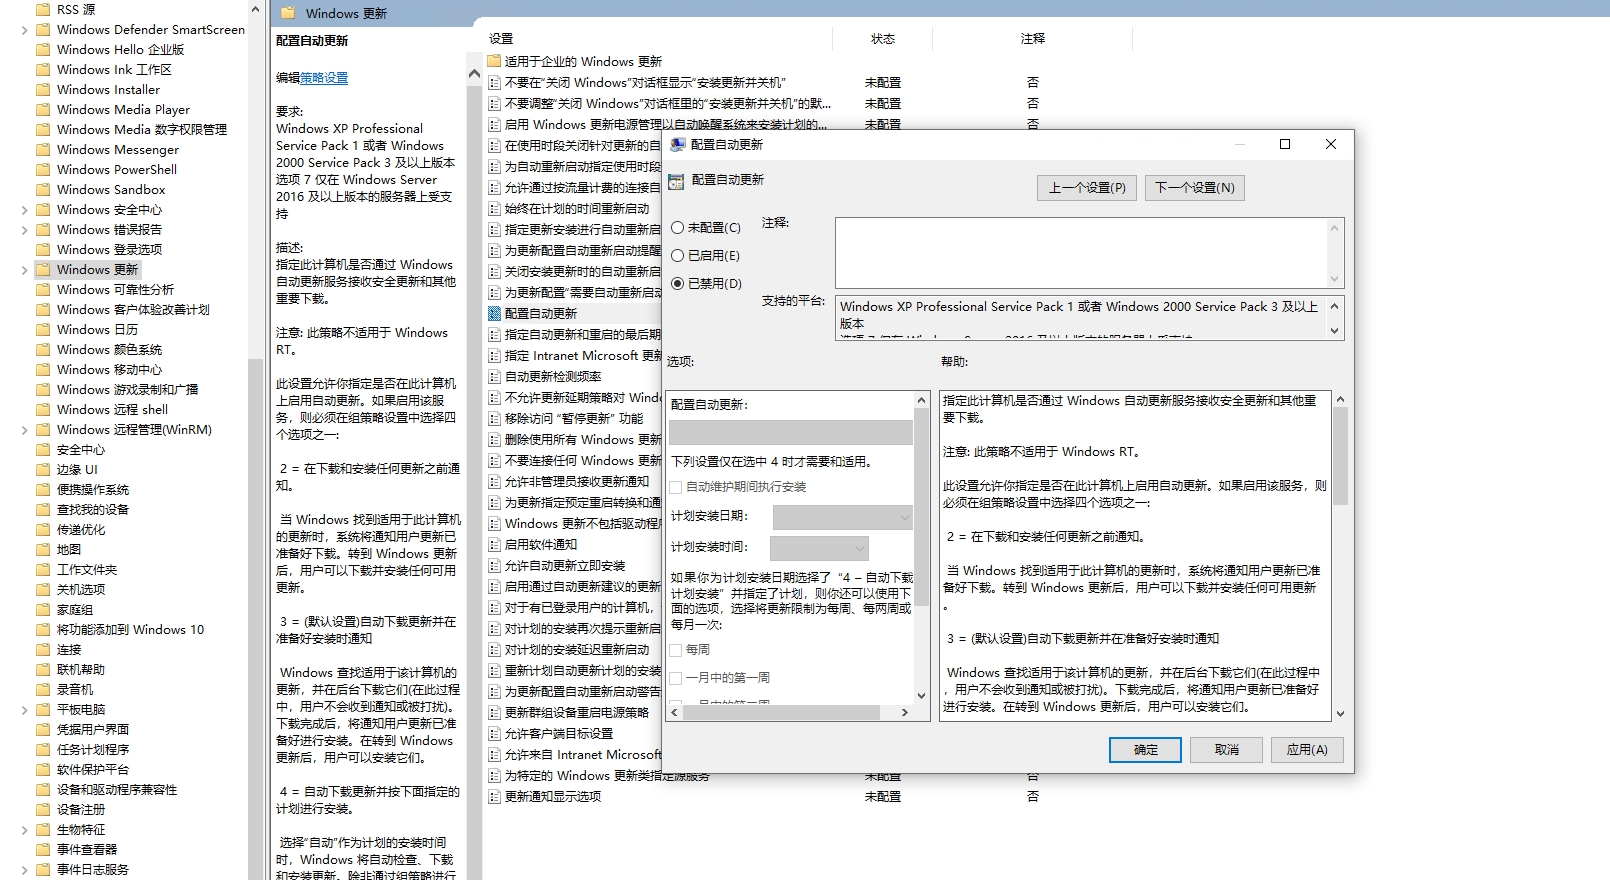 RSS 源
Windows Defender SmartScreen
Windows Hello 企业版
Windows Ink 工作区
Windows Installer
Windows Media Player
Windows Media 数字权限管理
Windows Messenger
Windows PowerShell
Windows Sandbox
Windows 安全中心
Windows 错误报告
Windows 登录选项
Windows 更新
Windows 可靠性分析
Windows 客户体验改善计划
Windows 日历
Windows 颜色系统
Windows 移动中心
Windows 游戏录制和广播
Windows 远程 shell
Windows 远程管理(WinRM)
安全中心
边缘 UI
便携操作系统
查找我的设备
传递优化
地图
工作文件夹
关机选项
家庭组
将功能添加到 Windows 10
连接
联机帮助
录音机
平板电脑
凭据用户界面
任务计划程序
软件保护平台
设备和驱动程序兼容性
设备注册
生物特征
事件查看器
事件日志服务
Windows 更新
配置自动更新
编辑策略设置
要求:
Windows XP Professional
Service Pack 1 或者 Windows
2000 Service Pack 3 及以上版本
选项 7 仅在 Windows Server
2016 及以上版本的服务器上受支
持
描述:
指定此计算机是否通过 Windows
自动更新服务接收安全更新和其他
重要下载。
注意: 此策略不适用于 Windows
RT。
此设置允许你指定是否在此计算机
上启用自动更新。如果启用该服
务，则必须在组策略设置中选择四
个选项之一:
2 = 在下载和安装任何更新之前通
知。
当 Windows 找到适用于此计算机
的更新时，系统将通知用户更新已
准备好下载。转到 Windows 更新
后，用户可以下载并安装任何可用
更新。
3 = (默认设置)自动下载更新并在
准备好安装时通知
Windows 查找适用于该计算机的
更新，并在后台下载它们(在此过程
中，用户不会收到通知或被打扰)。
下载完成后，将通知用户更新已准
备好进行安装。在转到 Windows
更新后，用户可以安装它们。
4 = 自动下载更新并按下面指定的
计划进行安装。
选择“自动”作为计划的安装时间
时，Windows 将自动检查、下载
和安装更新。除非通过组策略进行
设置 状态 注释
适用于企业的 Windows 更新
不要在“关闭 Windows”对话框显示“安装更新并关机” 未配置 否
不要调整“关闭 Windows”对话框里的“安装更新并关机”的默... 未配置 否
启用 Windows 更新电源管理以自动唤醒系统来安装计划的... 未配置 否
在使用时段关闭针对更新的自
为自动重新启动指定使用时段
允许通过按流量计费的连接自
始终在计划的时间重新启动
指定更新安装进行自动重新启
为更新配置自动重新启动提醒
关闭安装更新时的自动重新启
为更新配置“需要自动重新启动
配置自动更新
指定自动更新和重启的最后期
指定 Intranet Microsoft 更新
自动更新检测频率
不允许更新延期策略对 Windo
移除访问 “暂停更新” 功能
删除使用所有 Windows 更新
不要连接任何 Windows 更新
允许非管理员接收更新通知
为更新指定预定重启转换和通
Windows 更新不包括驱动程序
启用软件通知
允许自动更新立即安装
启用通过自动更新建议的更新
对于有已登录用户的计算机，
对计划的安装再次提示重新启
对计划的安装延迟重新启动
重新计划自动更新计划的安装
为更新配置自动重新启动警告
更新群组设备重启电源策略
允许客户端目标设置
允许来自 Intranet Microsoft
为特定的 Windows 更新类指定源服务 未配置 否
更新通知显示选项 未配置 否
配置自动更新
配置自动更新
上一个设置(P) 下一个设置(N)
未配置(C)
已启用(E)
已禁用(D)
注释:
支持的平台:
Windows XP Professional Service Pack 1 或者 Windows 2000 Service Pack 3 及以上
版本
选项 7 仅在 Windows Server 2016 及以上版本的服务器上受支持
选项: 帮助:
配置自动更新:
下列设置仅在选中 4 时才需要和适用。
自动维护期间执行安装
计划安装日期:
计划安装时间:
如果你为计划安装日期选择了“4 – 自动下载
计划安装”并指定了计划，则你还可以使用下
面的选项，选择将更新限制为每周、每两周或
每月一次:
每周
一月中的第一周
一月中的第二周
指定此计算机是否通过 Windows 自动更新服务接收安全更新和其他重
要下载。
注意: 此策略不适用于 Windows RT。
此设置允许你指定是否在此计算机上启用自动更新。如果启用该服务，则
必须在组策略设置中选择四个选项之一:
2 = 在下载和安装任何更新之前通知。
当 Windows 找到适用于此计算机的更新时，系统将通知用户更新已准
备好下载。转到 Windows 更新后，用户可以下载并安装任何可用更新
。
3 = (默认设置)自动下载更新并在准备好安装时通知
Windows 查找适用于该计算机的更新，并在后台下载它们(在此过程中
，用户不会收到通知或被打扰)。下载完成后，将通知用户更新已准备好
进行安装。在转到 Windows 更新后，用户可以安装它们。
确定 取消 应用(A)